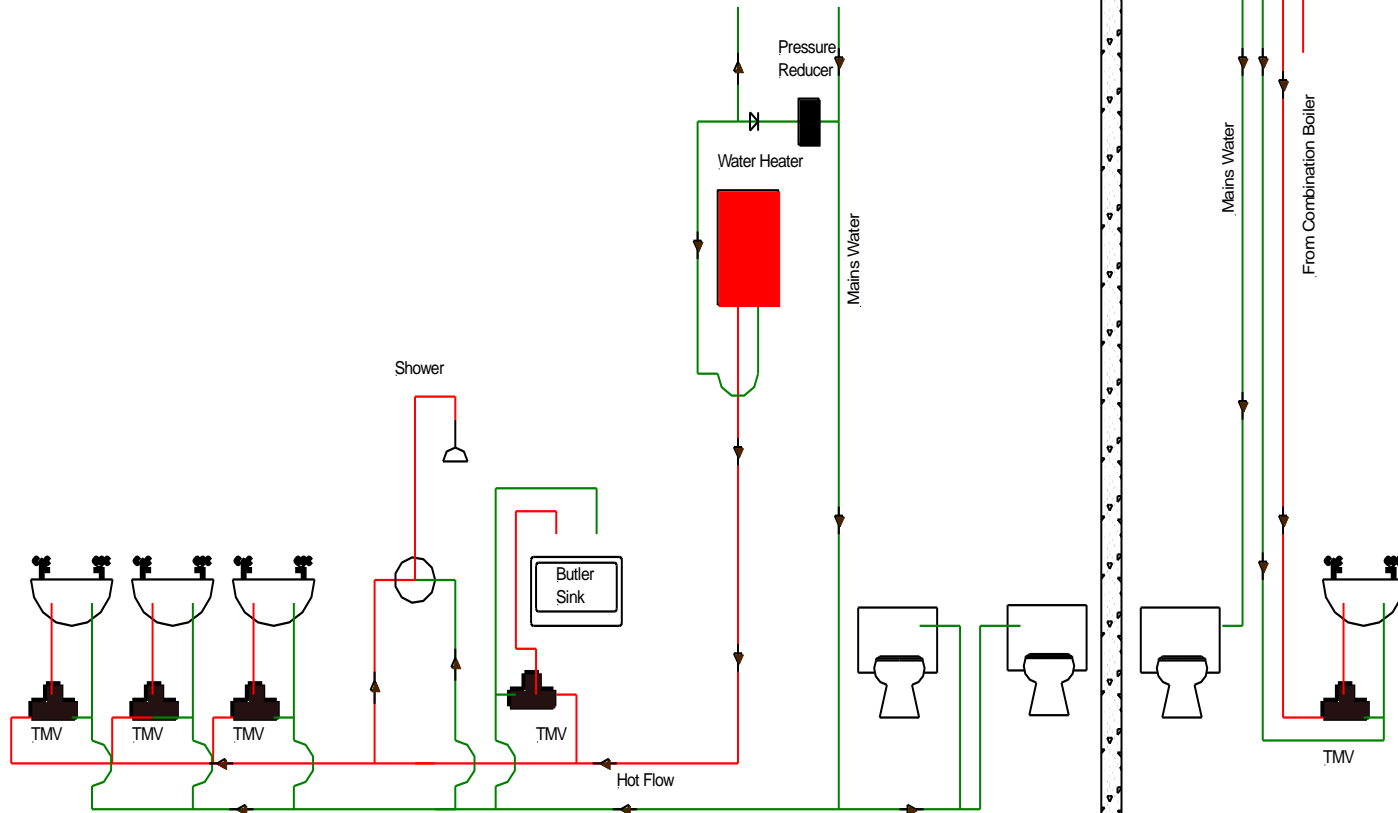 Pressure
Reducer
Water Heater
Mains Water
Mains Water
From Combination Boiler
Shower
Butler
Sink
TMV
TMV
TMV
TMV
TMV
Hot Flow